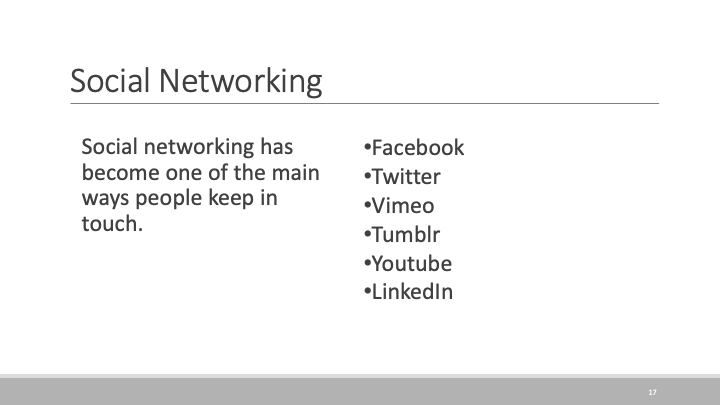 Social Networking
Social networking has
become one of the main
ways people keep in
touch.
•Facebook
•Twitter
•Vimeo
•Tumblr
•Youtube
•LinkedIn
17